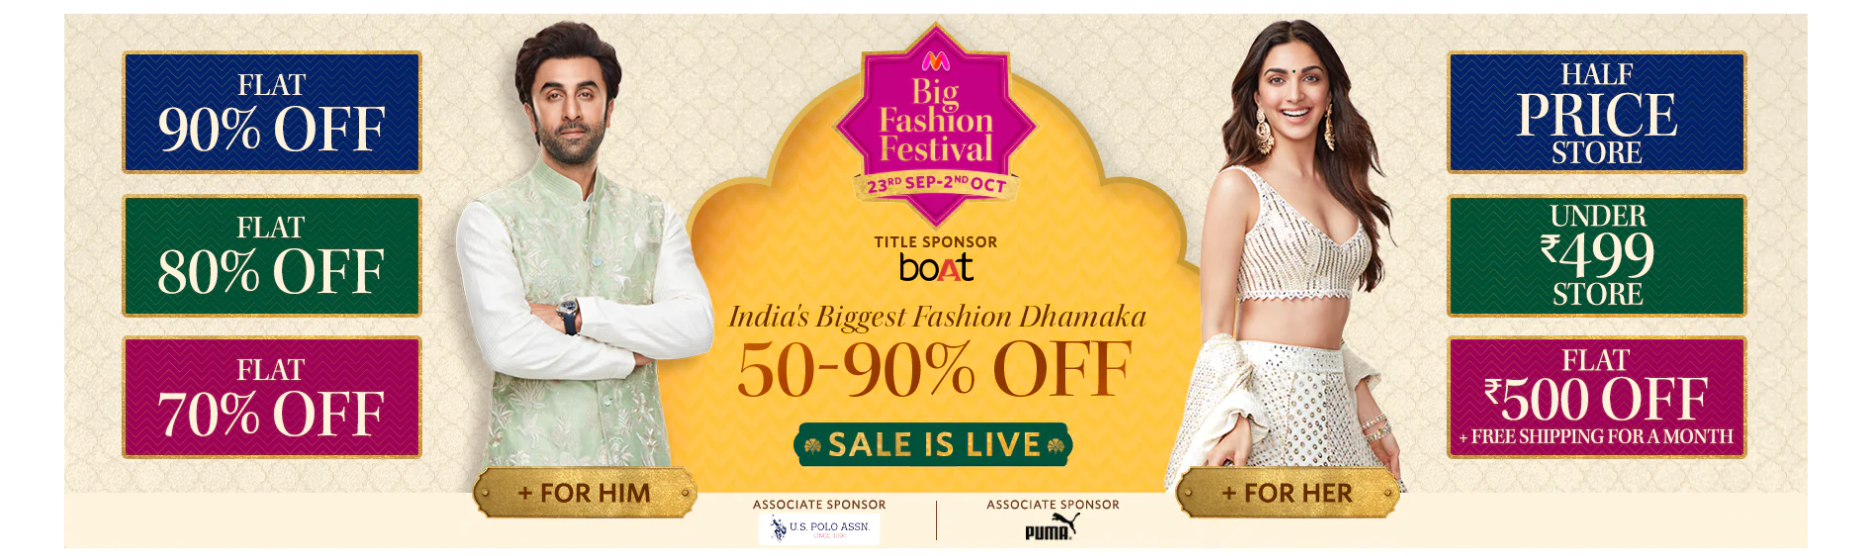 FLAT
90% OFF
FLAT
80% OFF
FLAT
70% OFF
+ FOR HIM
Big
Fashion
Festival
23RD SEP-2ND OCT
TITLE SPONSOR
boAt
India's Biggest Fashion Dhamaka
50-90% OFF
SALE IS LIVE
ASSOCIATE SPONSOR
U.S. POLO ASSN.
SINCE 1890
ASSOCIATE SPONSOR
PUMA
+ FOR HER
HALF
PRICE
STORE
UNDER
₹499
STORE
FLAT
₹500 OFF
+ FREE SHIPPING FOR A MONTH